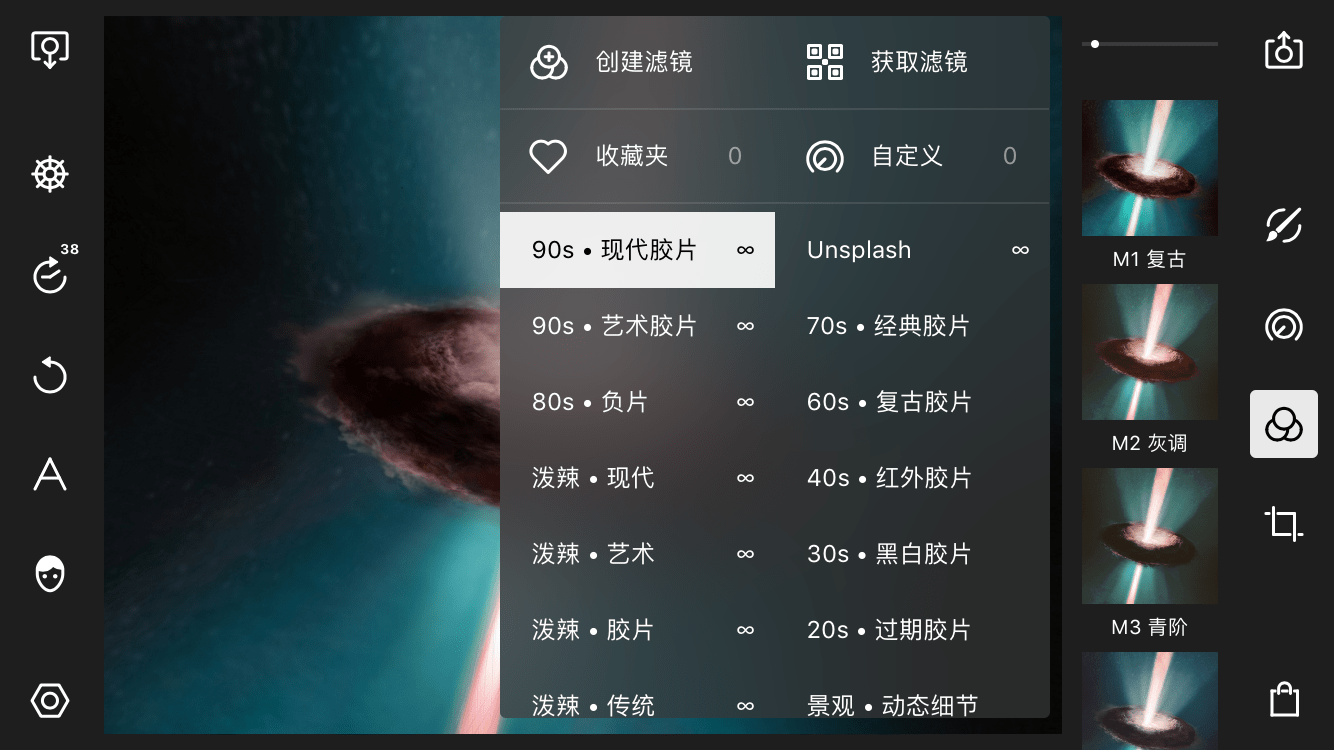 创建滤镜 获取滤镜
收藏夹 0 自定义 0
38
90s • 现代胶片 ∞ Unsplash ∞
M1 复古
90s • 艺术胶片 ∞ 70s • 经典胶片
80s • 负片 ∞ 60s • 复古胶片
M2 灰调
泼辣 • 现代 ∞ 40s • 红外胶片
泼辣 • 艺术 ∞ 30s • 黑白胶片
泼辣 • 胶片 ∞ 20s • 过期胶片
M3 青阶
泼辣 • 传统 ∞ 景观 • 动态细节